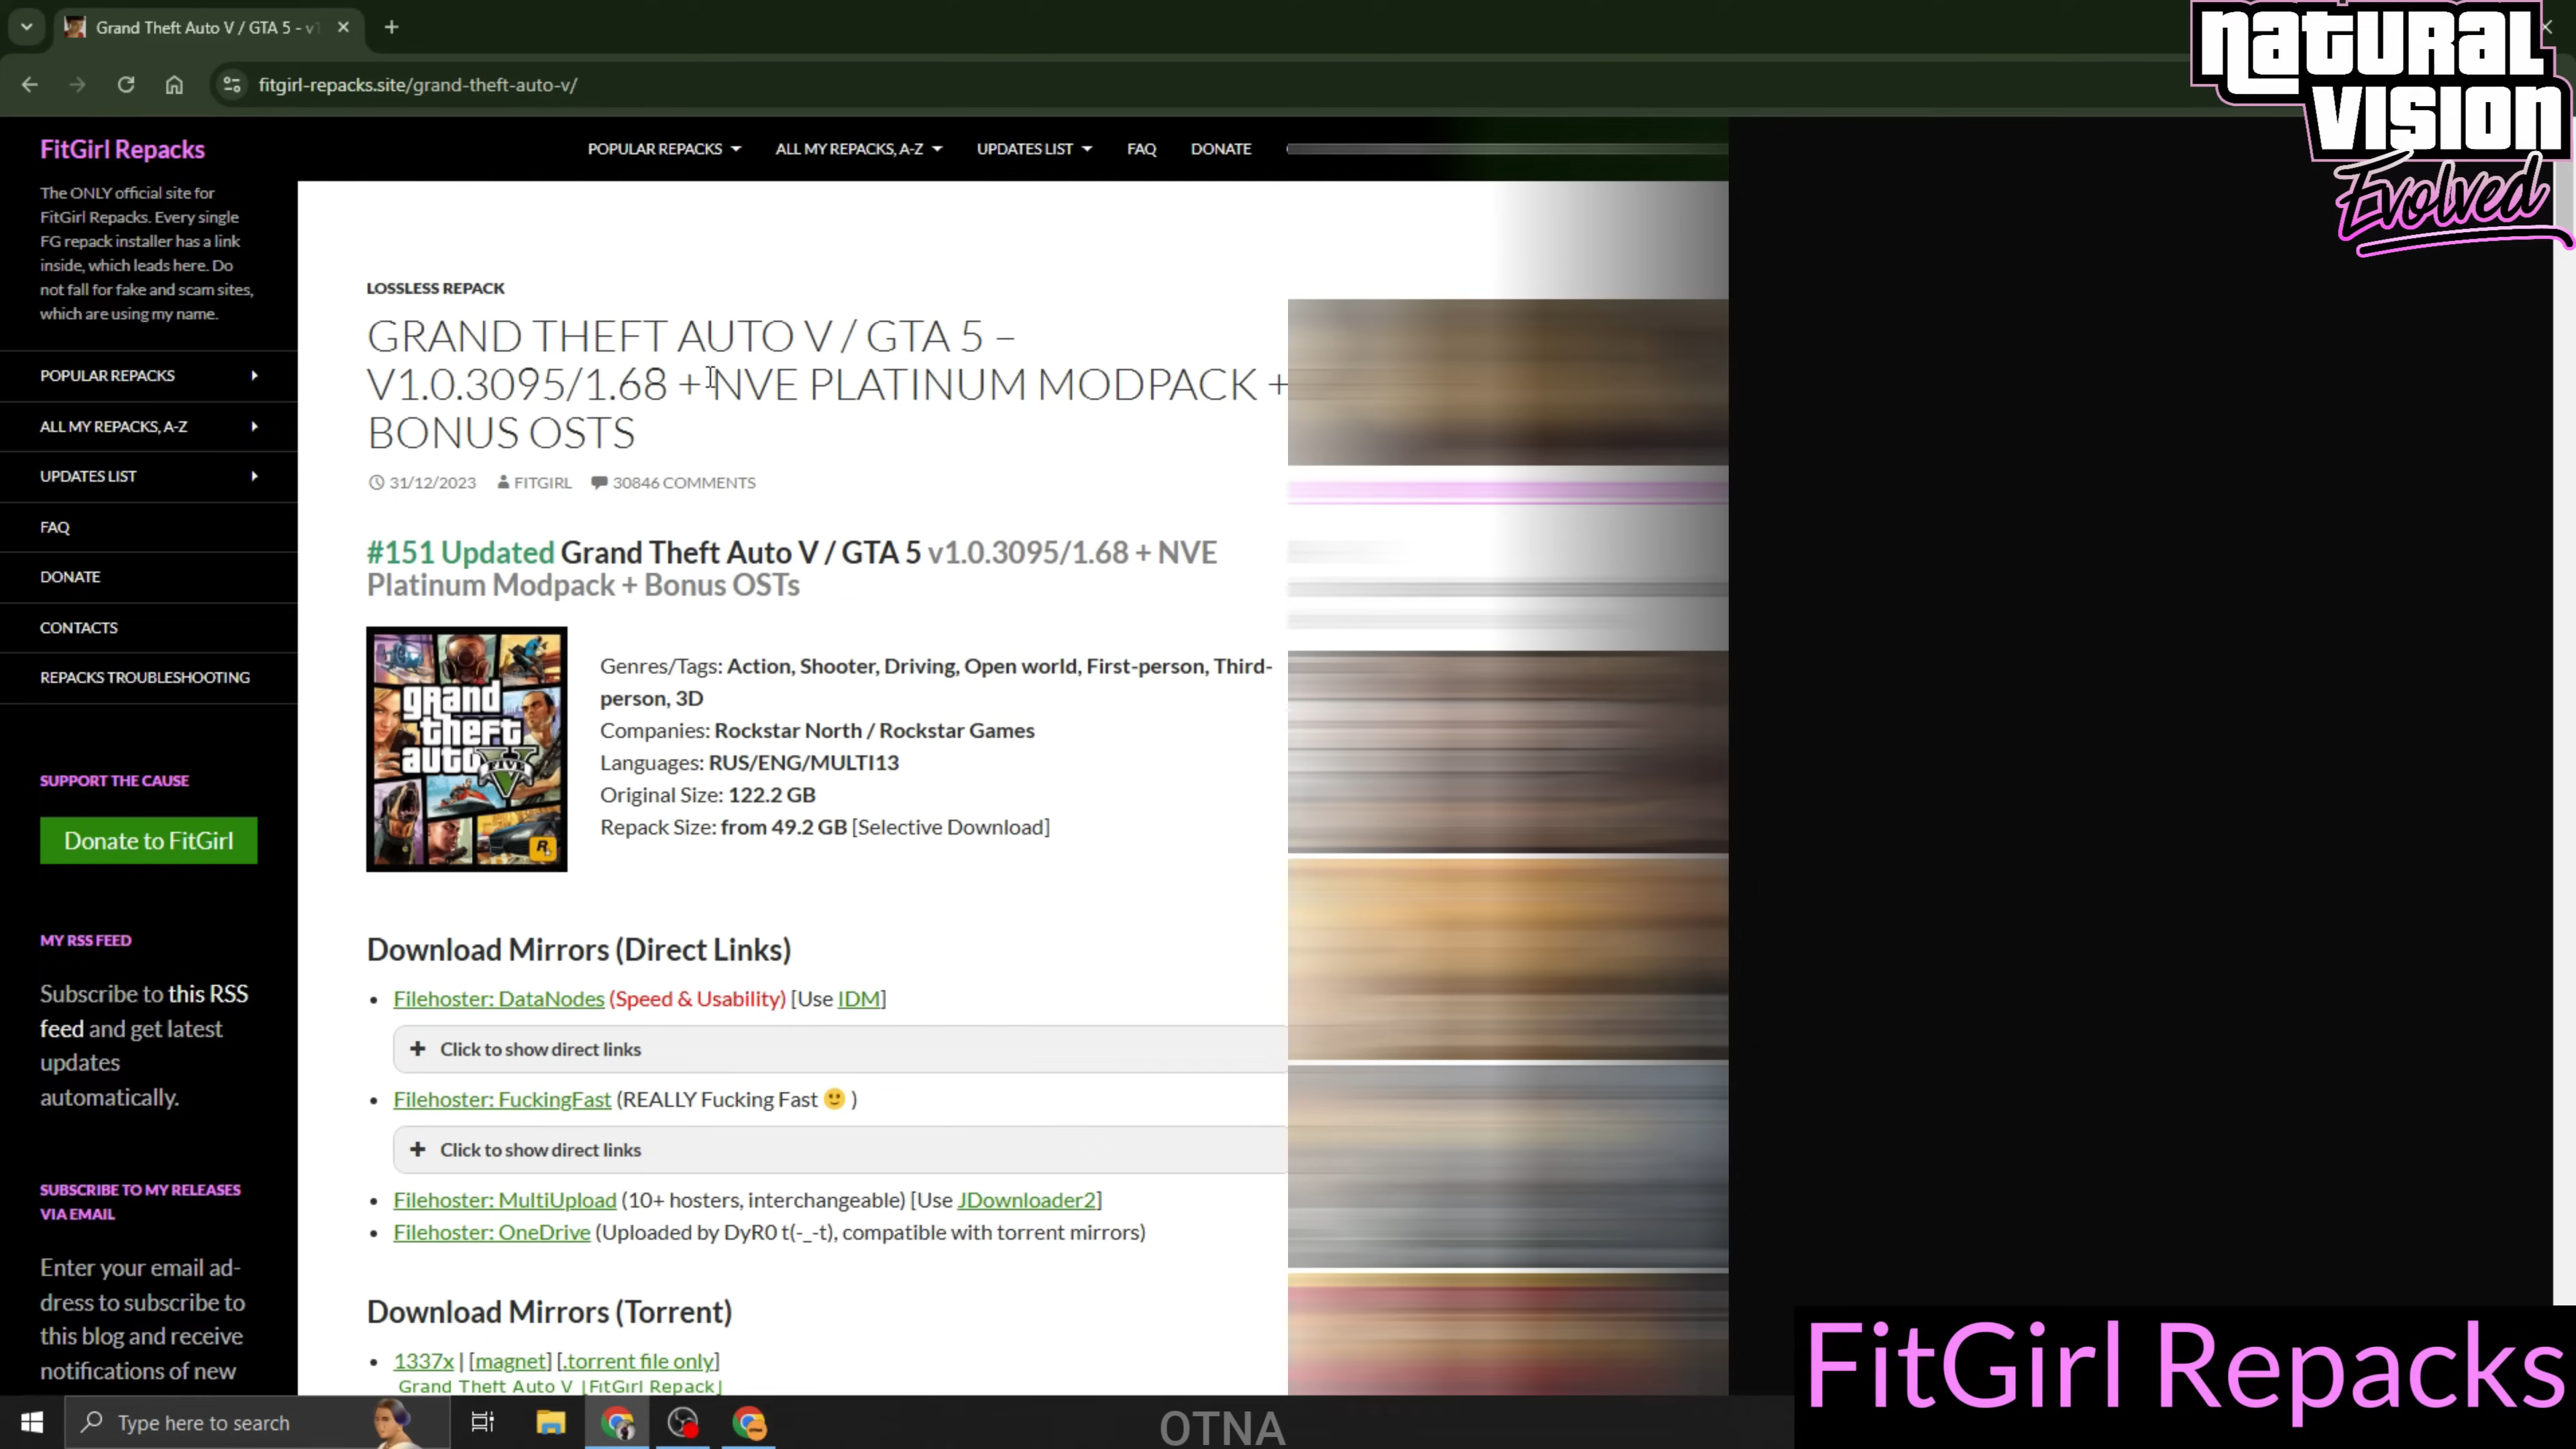 Grand Theft Auto V / GTA 5 – v1
natural
vision
Evolved
fitgirl-repacks.site/grand-theft-auto-v/
FitGirl Repacks
POPULAR REPACKS ALL MY REPACKS, A-Z UPDATES LIST FAQ DONATE
The ONLY official site for
FitGirl Repacks. Every single
FG repack installer has a link
inside, which leads here. Do
not fall for fake and scam sites,
which are using my name.
POPULAR REPACKS
ALL MY REPACKS, A-Z
UPDATES LIST
FAQ
DONATE
CONTACTS
REPACKS TROUBLESHOOTING
SUPPORT THE CAUSE
Donate to FitGirl
MY RSS FEED
Subscribe to this RSS
feed and get latest
updates
automatically.
SUBSCRIBE TO MY RELEASES
VIA EMAIL
Enter your email ad-
dress to subscribe to
this blog and receive
notifications of new
LOSSLESS REPACK
GRAND THEFT AUTO V / GTA 5 –
V1.0.3095/1.68 + NVE PLATINUM MODPACK +
BONUS OSTS
31/12/2023 FITGIRL 30846 COMMENTS
#151 Updated Grand Theft Auto V / GTA 5 v1.0.3095/1.68 + NVE
Platinum Modpack + Bonus OSTs
grand
theft
auto
V
FIVE
R
Genres/Tags: Action, Shooter, Driving, Open world, First-person, Third-
person, 3D
Companies: Rockstar North / Rockstar Games
Languages: RUS/ENG/MULTI13
Original Size: 122.2 GB
Repack Size: from 49.2 GB [Selective Download]
Download Mirrors (Direct Links)
• Filehoster: DataNodes (Speed & Usability) [Use IDM]
+ Click to show direct links
• Filehoster: FuckingFast (REALLY Fucking Fast 🙂 )
+ Click to show direct links
• Filehoster: MultiUpload (10+ hosters, interchangeable) [Use JDownloader2]
• Filehoster: OneDrive (Uploaded by DyR0 t(-_-t), compatible with torrent mirrors)
Download Mirrors (Torrent)
• 1337x | [magnet] [.torrent file only]
Grand Theft Auto V [FitGirl Repack]
FitGirl Repacks
Type here to search
OTNA